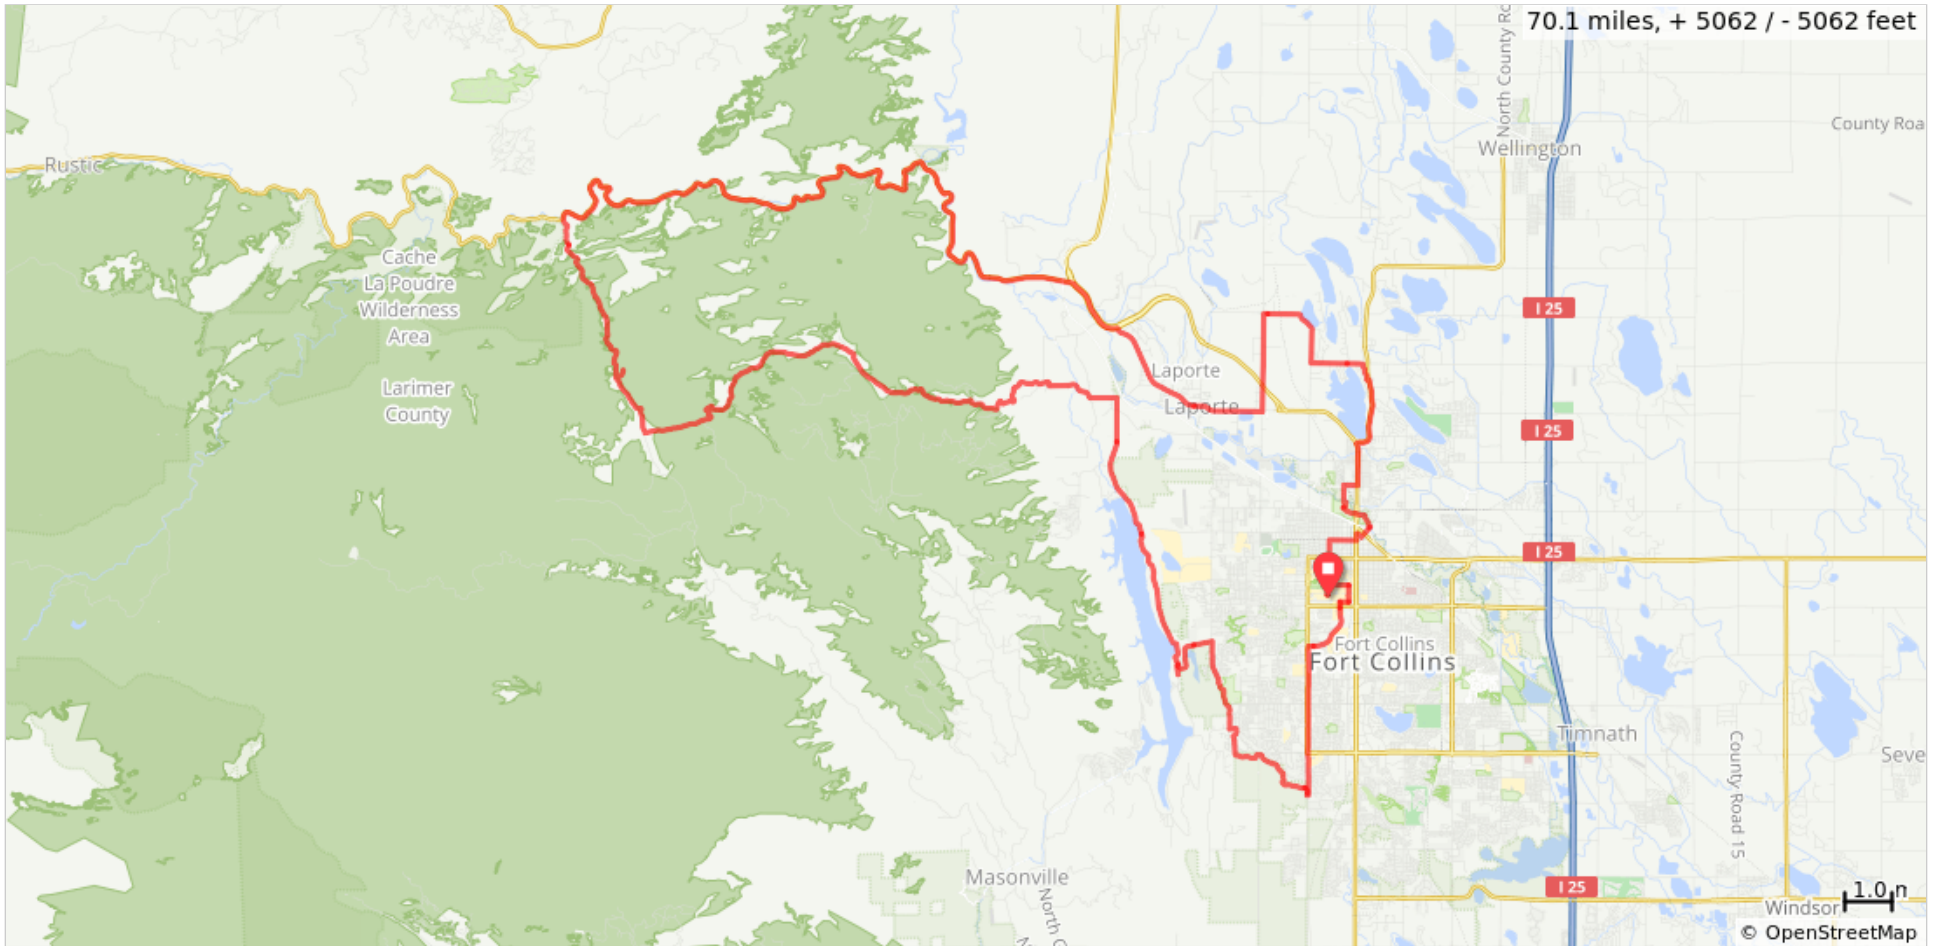 70.1 miles, + 5062 / - 5062 feet
North County Rd
County Roa
Wellington
Rustic
Cache
La Poudre
Wilderness
Area
I 25
Laporte
Larimer
County
Laporte
I 25
I 25
Fort Collins
Fort Collins
Timnath
County Road 15
Seve
Masonville
North C
I 25
1.0 m
Windsor
© OpenStreetMap